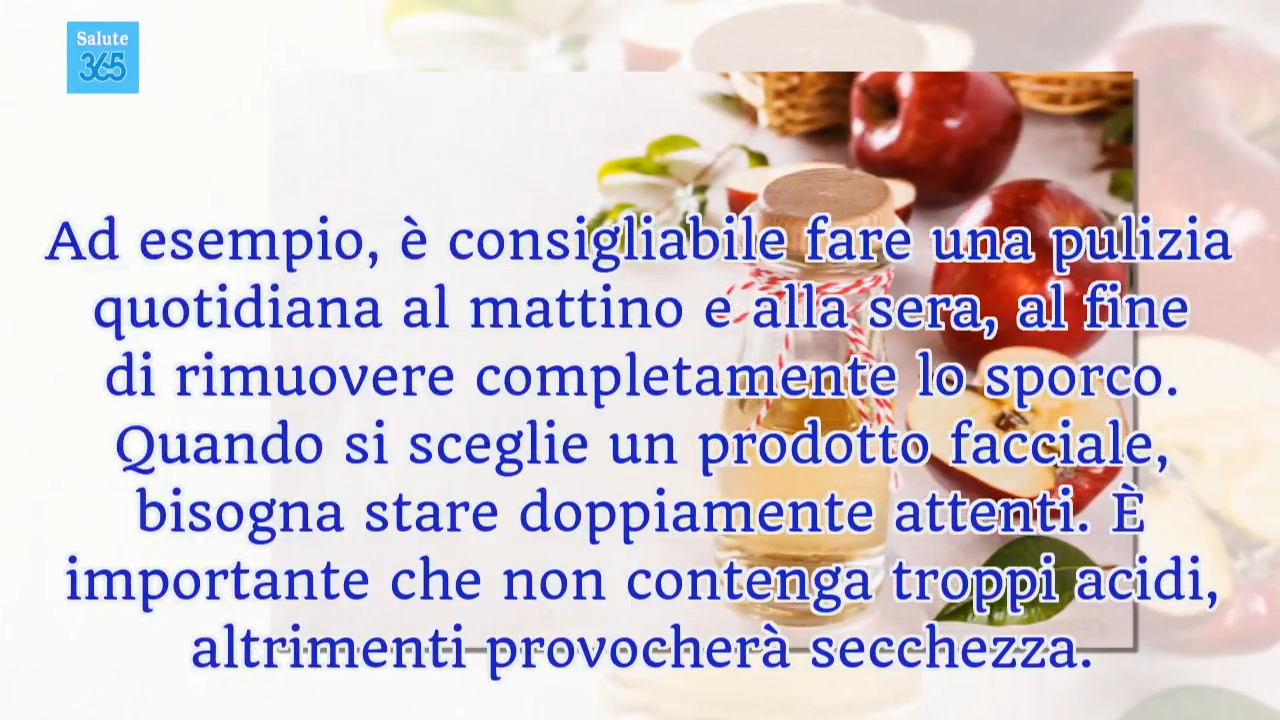 Salute
365
Ad esempio, è consigliabile fare una pulizia
quotidiana al mattino e alla sera, al fine
di rimuovere completamente lo sporco.
Quando si sceglie un prodotto facciale,
bisogna stare doppiamente attenti. È
importante che non contenga troppi acidi,
altrimenti provocherà secchezza.